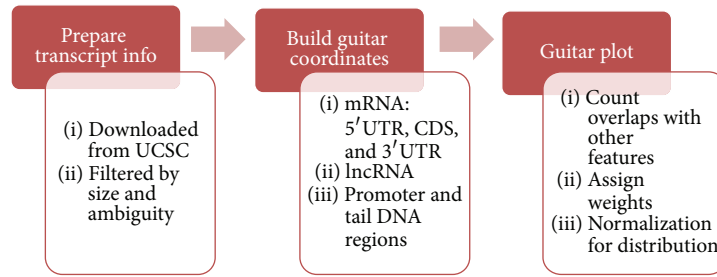 Prepare
transcript info
(i) Downloaded
from UCSC
(ii) Filtered by
size and
ambiguity
Build guitar
coordinates
(i) mRNA:
5′UTR, CDS,
and 3′UTR
(ii) lncRNA
(iii) Promoter and
tail DNA
regions
Guitar plot
(i) Count
overlaps with
other
features
(ii) Assign
weights
(iii) Normalization
for distribution